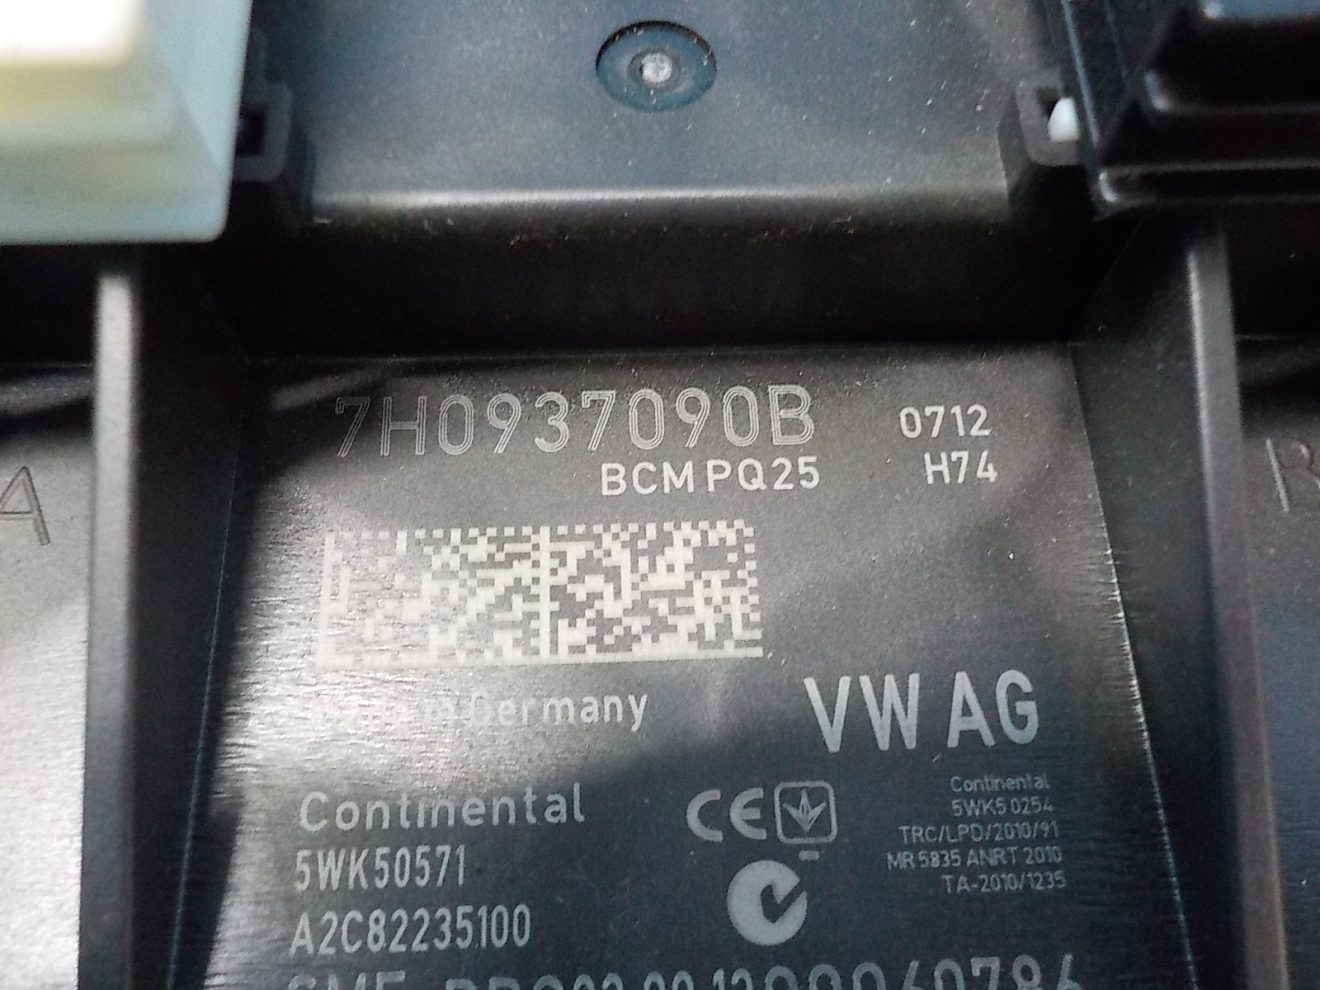 7H0937090B
0712
BCM PQ25
H74
A
B
Germany
VW AG
Continental
5WK50571
A2C82235100
CE
Continental
5WK50254
TRC/LPD/2010/91
MR 5835 ANRT 2010
TA-2010/1235